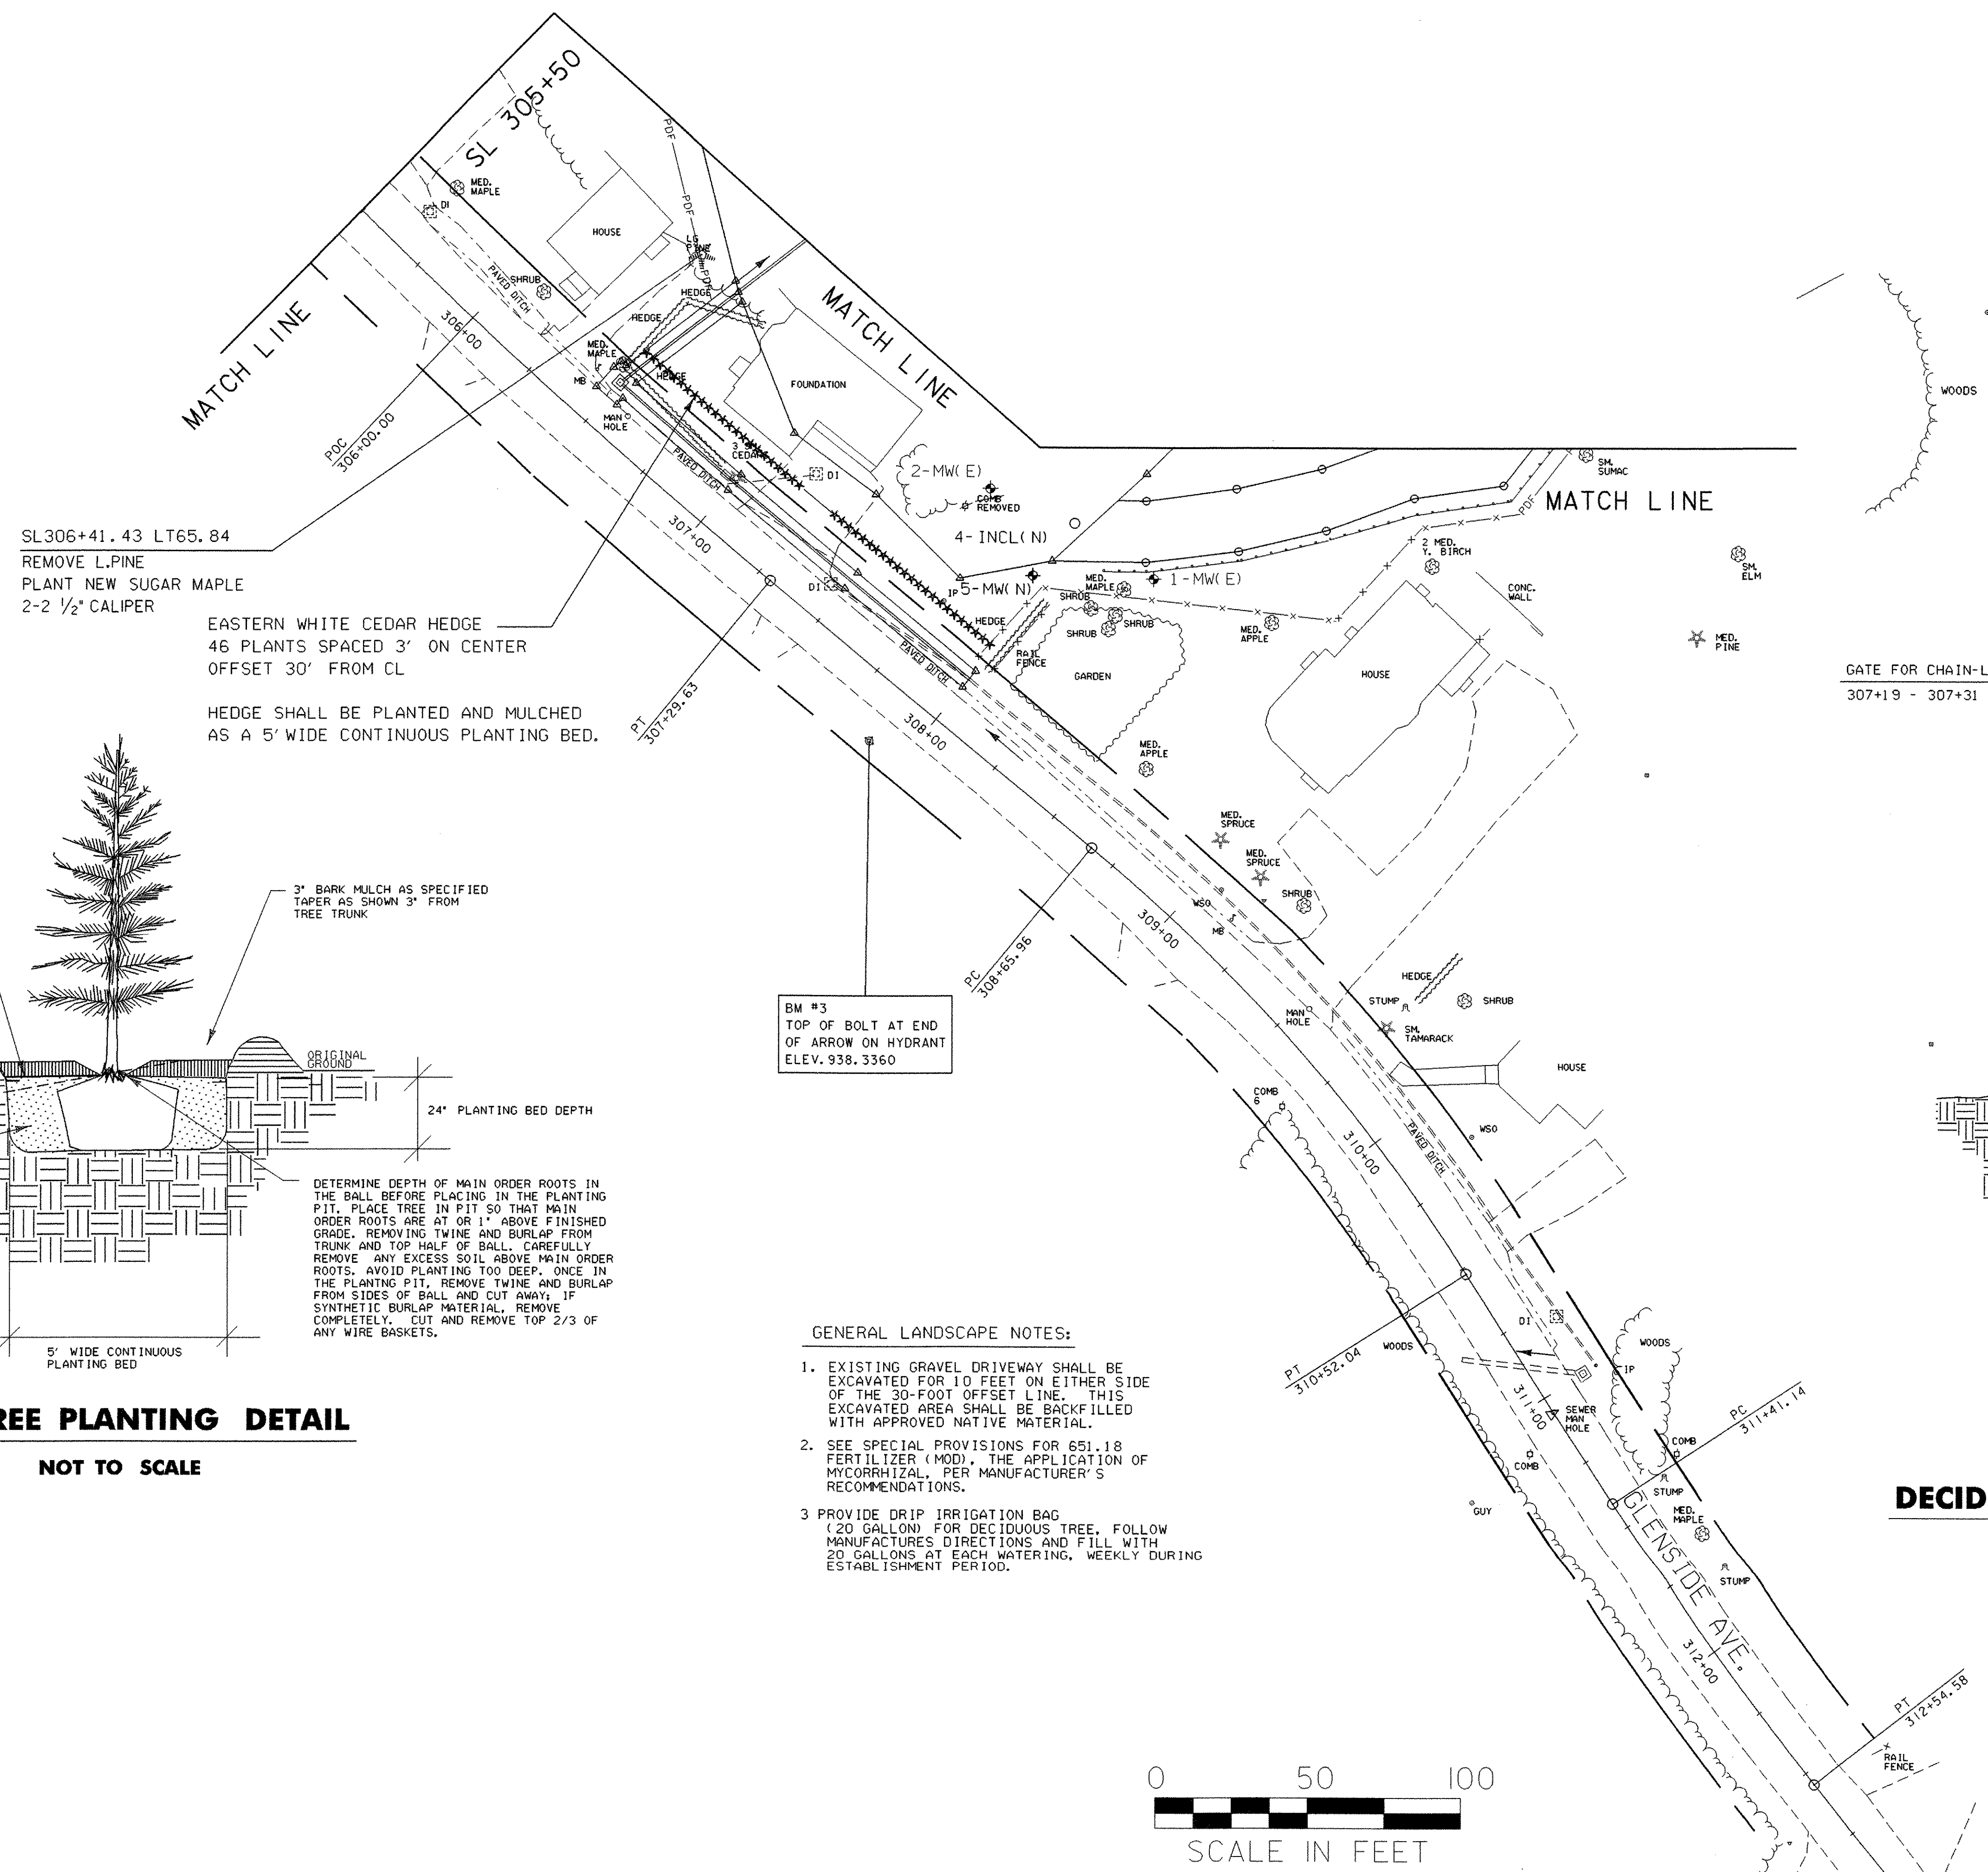 SL 305+50
MATCH LINE
MATCH LINE
MATCH LINE
MED.
MAPLE
DI
HOUSE
PDF
PDF
PDF
LG
PINE
SHRUB
PAVED DITCH
HEDGE
HEDGE
HEDGE
MED.
MAPLE
MB
MAN
HOLE
306+00
POC
306+00.00
FOUNDATION
CEDAR
PAVED DITCH
DI
2-MW(E)
COMB
REMOVED
4-INCL(N)
5-MW(N)
1-MW(E)
PDF
SM.
SUMAC
WOODS
2 MED.
Y. BIRCH
SM.
ELM
MED.
PINE
CONC.
WALL
MED.
MAPLE
SHRUB
SHRUB
SHRUB
MED.
APPLE
HOUSE
GATE FOR CHAIN-L
307+19 - 307+31
SL306+41.43 LT65.84
REMOVE L.PINE
PLANT NEW SUGAR MAPLE
2-2 1/2" CALIPER
EASTERN WHITE CEDAR HEDGE
46 PLANTS SPACED 3' ON CENTER
OFFSET 30' FROM CL
HEDGE SHALL BE PLANTED AND MULCHED
AS A 5' WIDE CONTINUOUS PLANTING BED.
307+00
DI
IP
HEDGE
RAIL
FENCE
GARDEN
PAVED DITCH
PT
307+29.63
308+00
MED.
APPLE
MED.
SPRUCE
MED.
SPRUCE
SHRUB
WSO
MB
309+00
PC
308+65.96
BM #3
TOP OF BOLT AT END
OF ARROW ON HYDRANT
ELEV.938.3360
HEDGE
STUMP
SHRUB
MAN
HOLE
SM.
TAMARACK
HOUSE
COMB
6
WSO
310+00
PAVED DITCH
3" BARK MULCH AS SPECIFIED
TAPER AS SHOWN 3" FROM
TREE TRUNK
ORIGINAL
GROUND
24" PLANTING BED DEPTH
DETERMINE DEPTH OF MAIN ORDER ROOTS IN
THE BALL BEFORE PLACING IN THE PLANTING
PIT. PLACE TREE IN PIT SO THAT MAIN
ORDER ROOTS ARE AT OR 1" ABOVE FINISHED
GRADE. REMOVING TWINE AND BURLAP FROM
TRUNK AND TOP HALF OF BALL. CAREFULLY
REMOVE ANY EXCESS SOIL ABOVE MAIN ORDER
ROOTS. AVOID PLANTING TOO DEEP. ONCE IN
THE PLANTNG PIT, REMOVE TWINE AND BURLAP
FROM SIDES OF BALL AND CUT AWAY; IF
SYNTHETIC BURLAP MATERIAL, REMOVE
COMPLETELY. CUT AND REMOVE TOP 2/3 OF
ANY WIRE BASKETS.
5' WIDE CONTINUOUS
PLANTING BED
REE PLANTING DETAIL
NOT TO SCALE
GENERAL LANDSCAPE NOTES:
1. EXISTING GRAVEL DRIVEWAY SHALL BE
EXCAVATED FOR 10 FEET ON EITHER SIDE
OF THE 30-FOOT OFFSET LINE. THIS
EXCAVATED AREA SHALL BE BACKFILLED
WITH APPROVED NATIVE MATERIAL.
2. SEE SPECIAL PROVISIONS FOR 651.18
FERTILIZER (MOD), THE APPLICATION OF
MYCORRHIZAL, PER MANUFACTURER'S
RECOMMENDATIONS.
3 PROVIDE DRIP IRRIGATION BAG
(20 GALLON) FOR DECIDUOUS TREE, FOLLOW
MANUFACTURES DIRECTIONS AND FILL WITH
20 GALLONS AT EACH WATERING, WEEKLY DURING
ESTABLISHMENT PERIOD.
PT
310+52.04
WOODS
DI
WOODS
IP
311+00
SEWER
MAN
HOLE
PC
311+41.14
COMB
COMB
STUMP
GUY
MED.
MAPLE
STUMP
GLENSIDE AVE.
DECID
312+00
PT
312+54.58
RAIL
FENCE
0 50 100
SCALE IN FEET